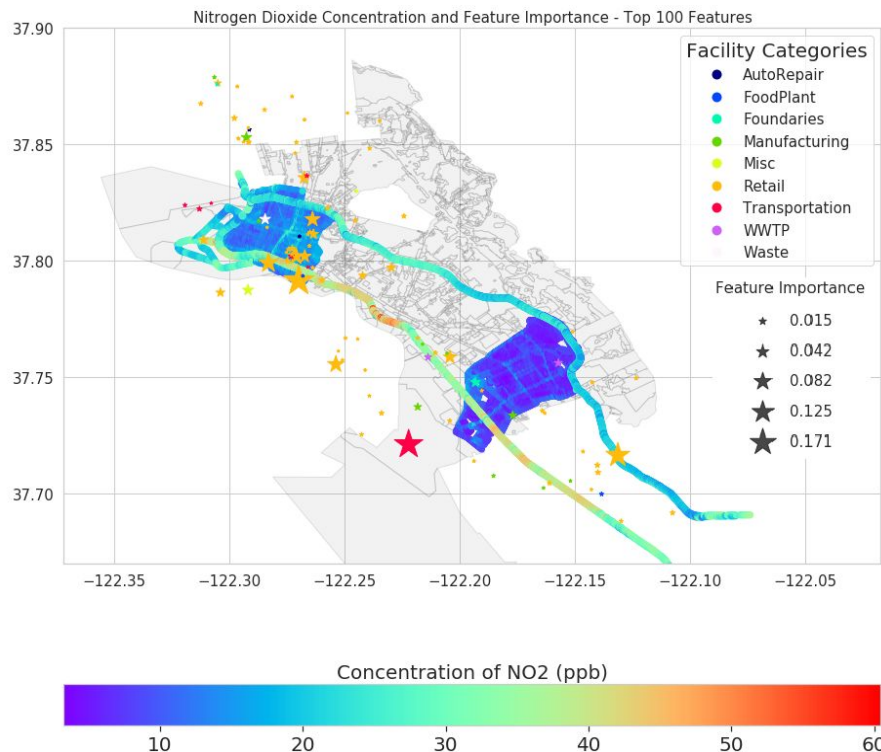 Nitrogen Dioxide Concentration and Feature Importance - Top 100 Features
37.90
37.85
37.80
37.75
37.70
Facility Categories
AutoRepair
FoodPlant
Foundaries
Manufacturing
Misc
Retail
Transportation
WWTP
Waste
Feature Importance
0.015
0.042
0.082
0.125
0.171
−122.35 −122.30 −122.25 −122.20 −122.15 −122.10 −122.05
Concentration of NO2 (ppb)
10 20 30 40 50 60